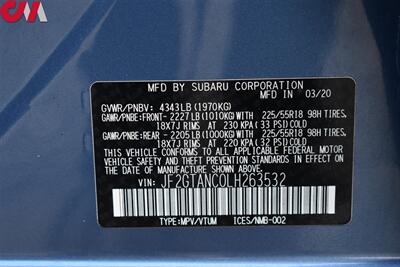 PRIME
MOTORZ
MFD BY SUBARU CORPORATION
GVWR/PNBV: 4343LB(1970KG) IN 03/20
GAWR/PNBE:FRONT- 2227LB(1010KG)WITH 225/55R18 98H TIRES,
18X7J RIMS AT 230 KPA(33 PSI)COLD
GAWR/PNBE:REAR -2205LB(1000KG)WITH 225/55R18 98H TIRES,
18X7J RIMS AT 220 KPA(32 PSI)COLD
THIS VEHICLE CONFORMS TO ALL APPLICABLE
FEDERAL MOTOR VEHICLE SAFETY AND
THEFT PREVENTION STANDARDS IN EFFECT ON
THE DATE OF MANUFACTURE SHOWN ABOVE.
VIN: JF2GTANC0LH263532
TYPE:MPV/VTUM ICES/NMB-002